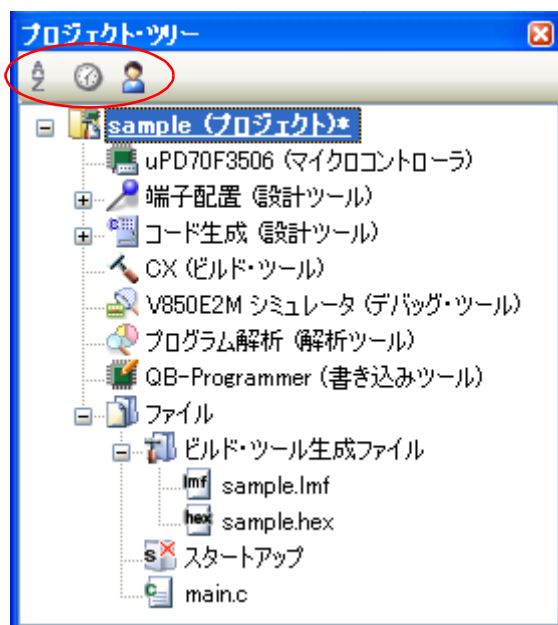 プロジェクト・ツリー
sample (プロジェクト)*
uPD70F3506 (マイクロコントローラ)
端子配置 (設計ツール)
コード生成 (設計ツール)
CX (ビルド・ツール)
V850E2M シミュレータ (デバッグ・ツール)
プログラム解析 (解析ツール)
QB-Programmer (書き込みツール)
ファイル
ビルド・ツール生成ファイル
lmf sample.lmf
hex sample.hex
S スタートアップ
C main.c